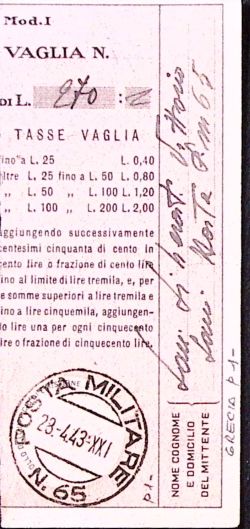 Mod. I
VAGLIA N.
DI L. 270
TASSE VAGLIA
fino a L. 25 L. 0,40
oltre L. 25 fino a L. 50 L. 0,80
„ L. 50 „ L. 100 L. 1,20
„ L. 100 „ L. 200 L. 2,00
aggiungendo successivamente
centesimi cinquanta di cento in
cento lire o frazione di cento lire
fino al limite di lire tremila, e, per
le somme superiori a lire tremila e
fino a lire cinquemila, aggiungen-
do lire una per ogni cinquecento
lire o frazione di cinquecento lire.
POSTA MILITARE
28.4.43-XXI
N. 65
P.1-
Vittorio
Posta 65
NOME COGNOME
E DOMICILIO
DEL MITTENTE
GRECIA P.1-